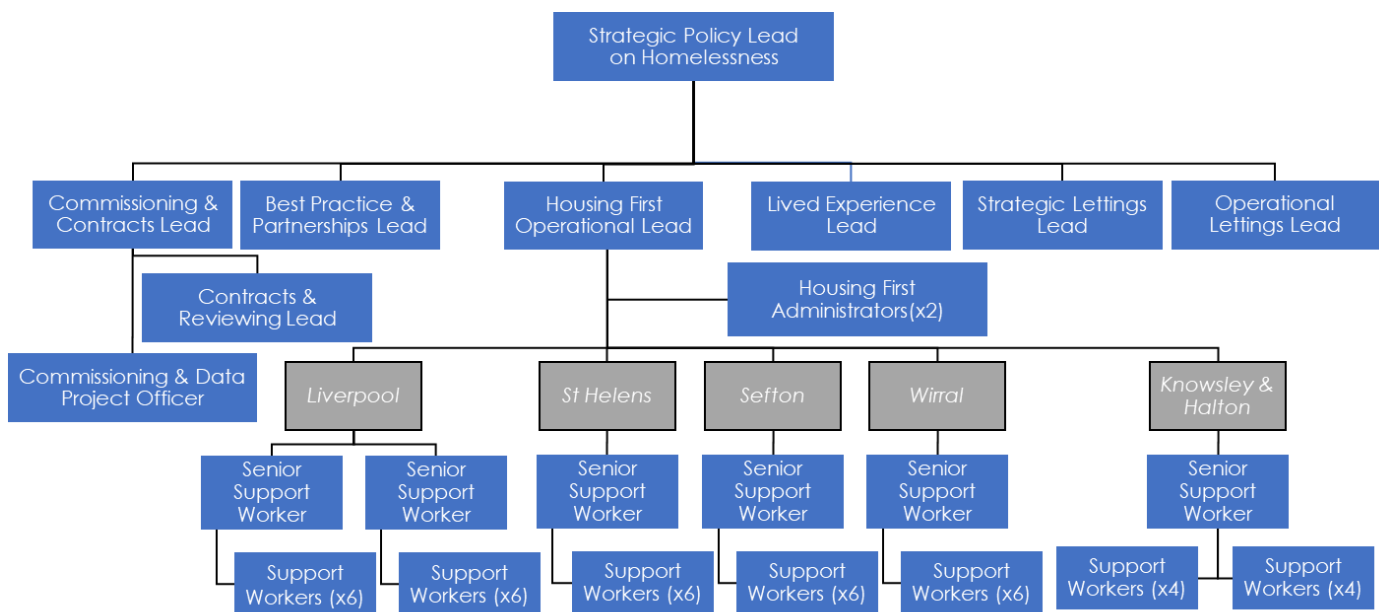 Strategic Policy Lead
on Homelessness
Commissioning &
Contracts Lead
Best Practice &
Partnerships Lead
Housing First
Operational Lead
Lived Experience
Lead
Strategic Lettings
Lead
Operational
Lettings Lead
Contracts &
Reviewing Lead
Housing First
Administrators(x2)
Commissioning & Data
Project Officer
Liverpool
St Helens
Sefton
Wirral
Knowsley &
Halton
Senior
Support
Worker
Senior
Support
Worker
Senior
Support
Worker
Senior
Support
Worker
Senior
Support
Worker
Senior
Support
Worker
Support
Workers (x6)
Support
Workers (x6)
Support
Workers (x6)
Support
Workers (x6)
Support
Workers (x6)
Support
Workers (x4)
Support
Workers (x4)